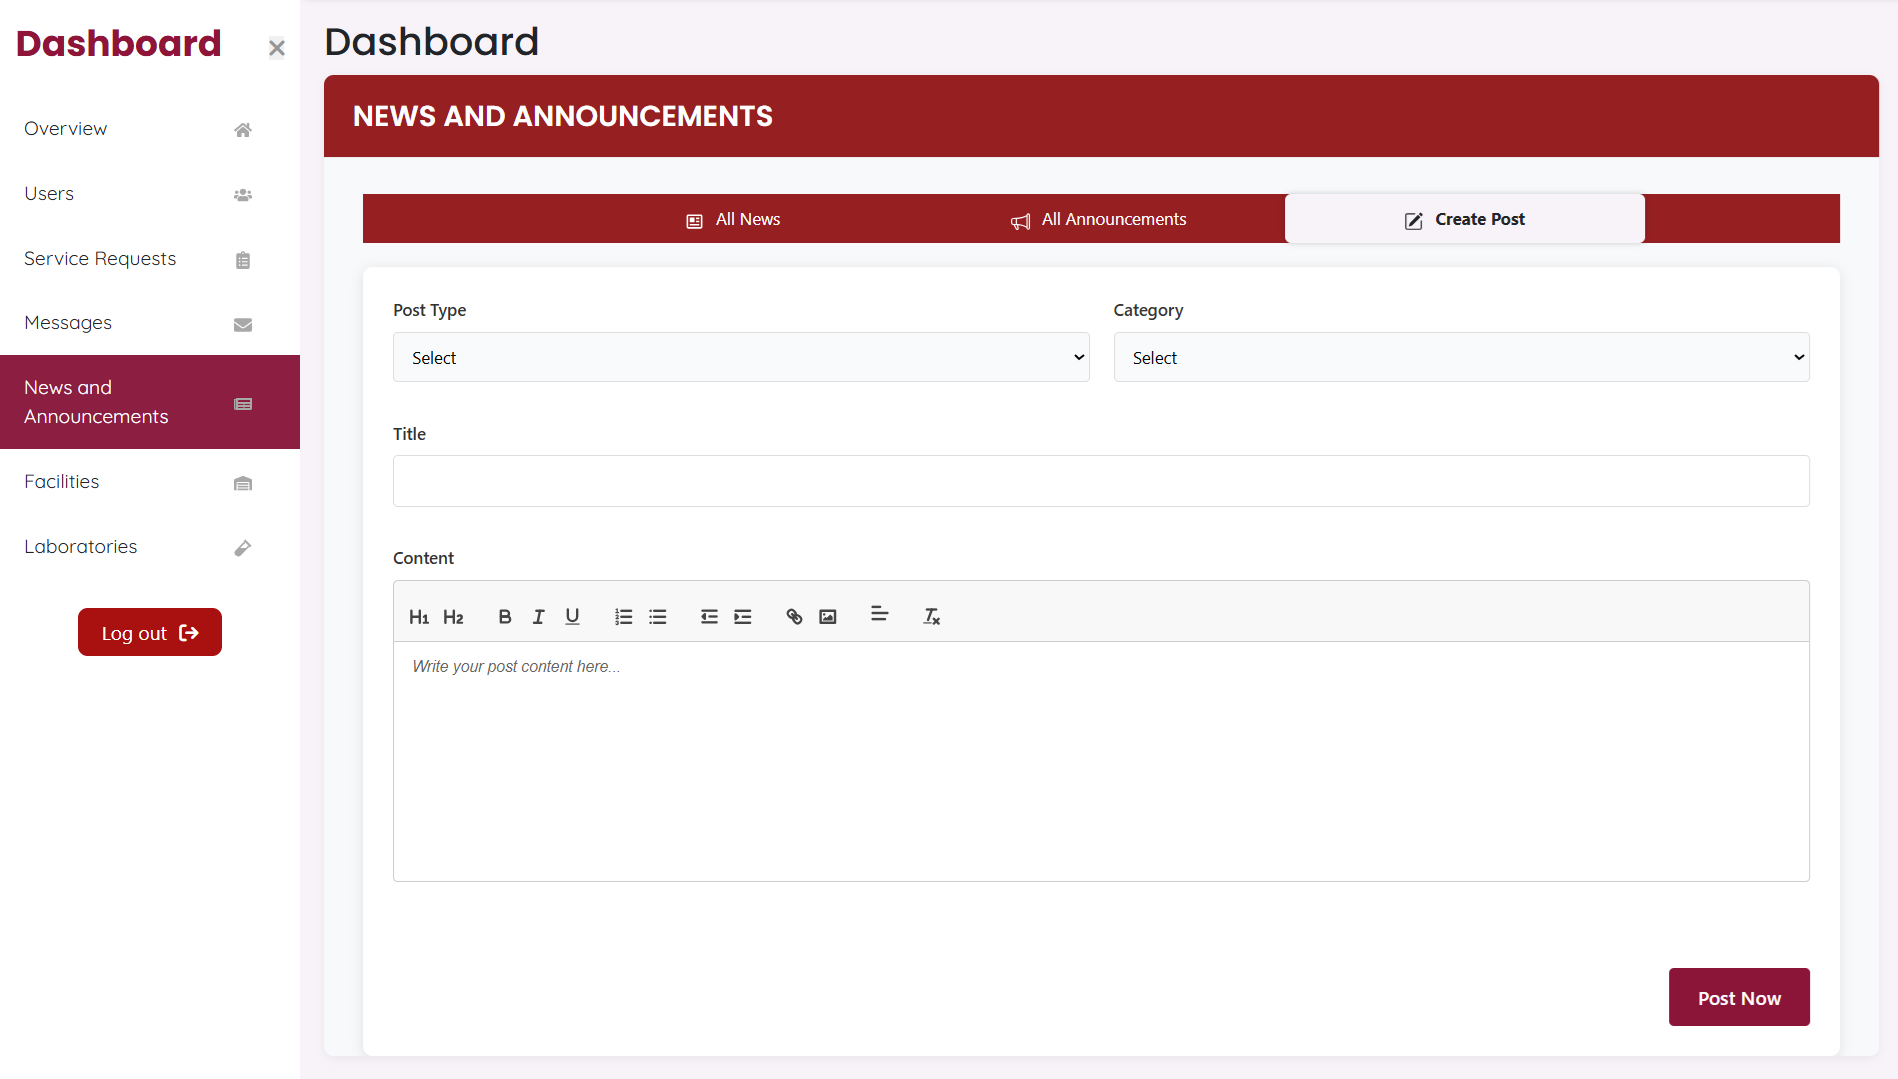 Dashboard
Overview
Users
Service Requests
Messages
News and
Announcements
Facilities
Laboratories
Log out
Dashboard
NEWS AND ANNOUNCEMENTS
All News
All Announcements
Create Post
Post Type
Category
Select
Select
Title
Content
H1 H2 B I U
Write your post content here...
Post Now